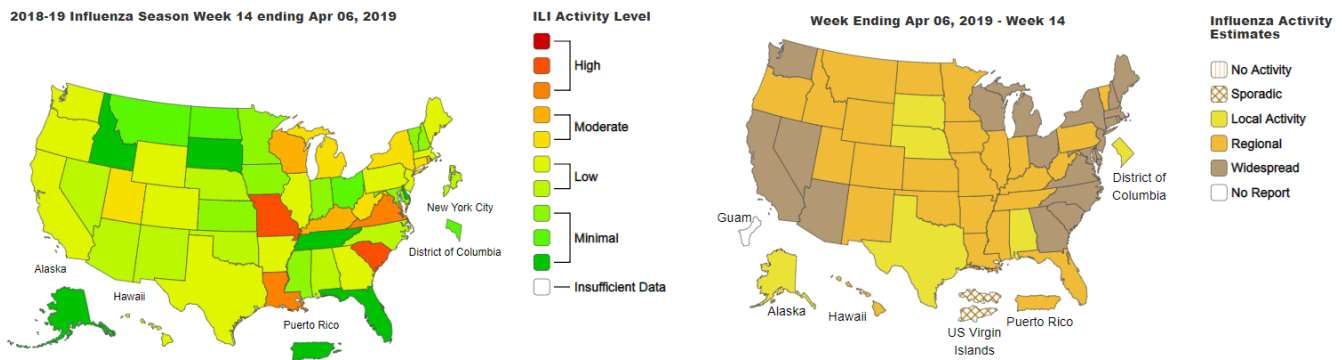 2018-19 Influenza Season Week 14 ending Apr 06, 2019
ILI Activity Level
High
Moderate
Low
Minimal
Insufficient Data
New York City
District of Columbia
Alaska
Hawaii
Puerto Rico
Week Ending Apr 06, 2019 - Week 14
Influenza Activity
Estimates
No Activity
Sporadic
Local Activity
Regional
Widespread
No Report
District of
Columbia
Guam
Alaska
Hawaii
US Virgin
Islands
Puerto Rico